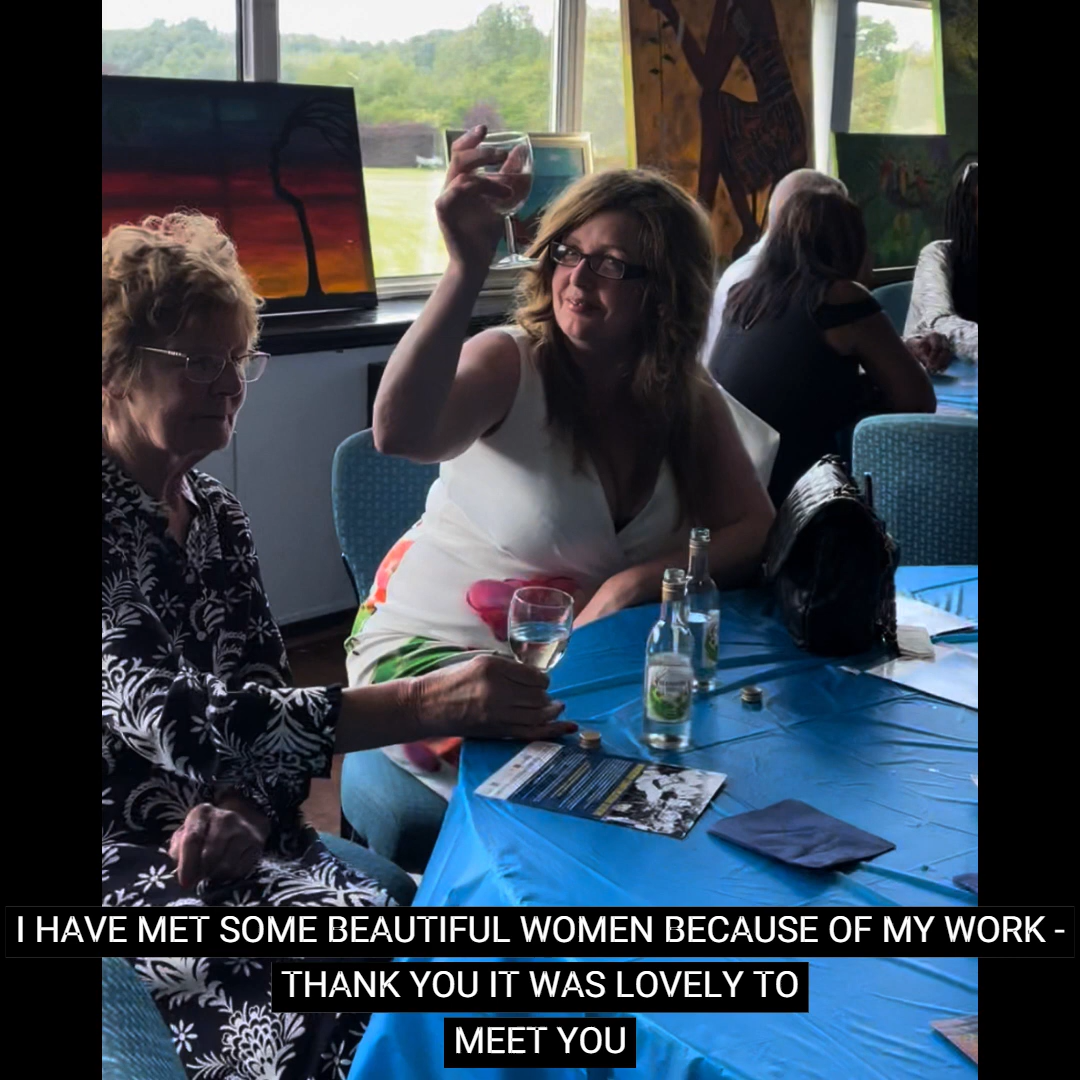 I HAVE MET SOME BEAUTIFUL WOMEN BECAUSE OF MY WORK -
THANK YOU IT WAS LOVELY TO
MEET YOU